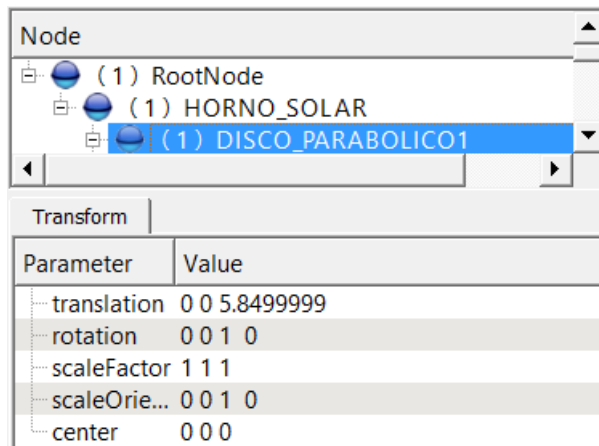 Node
(1) RootNode
(1) HORNO_SOLAR
(1) DISCO_PARABOLICO1
Transform
Parameter Value
translation 0 0 5.8499999
rotation 0 0 1 0
scaleFactor 1 1 1
scaleOrie... 0 0 1 0
center 0 0 0